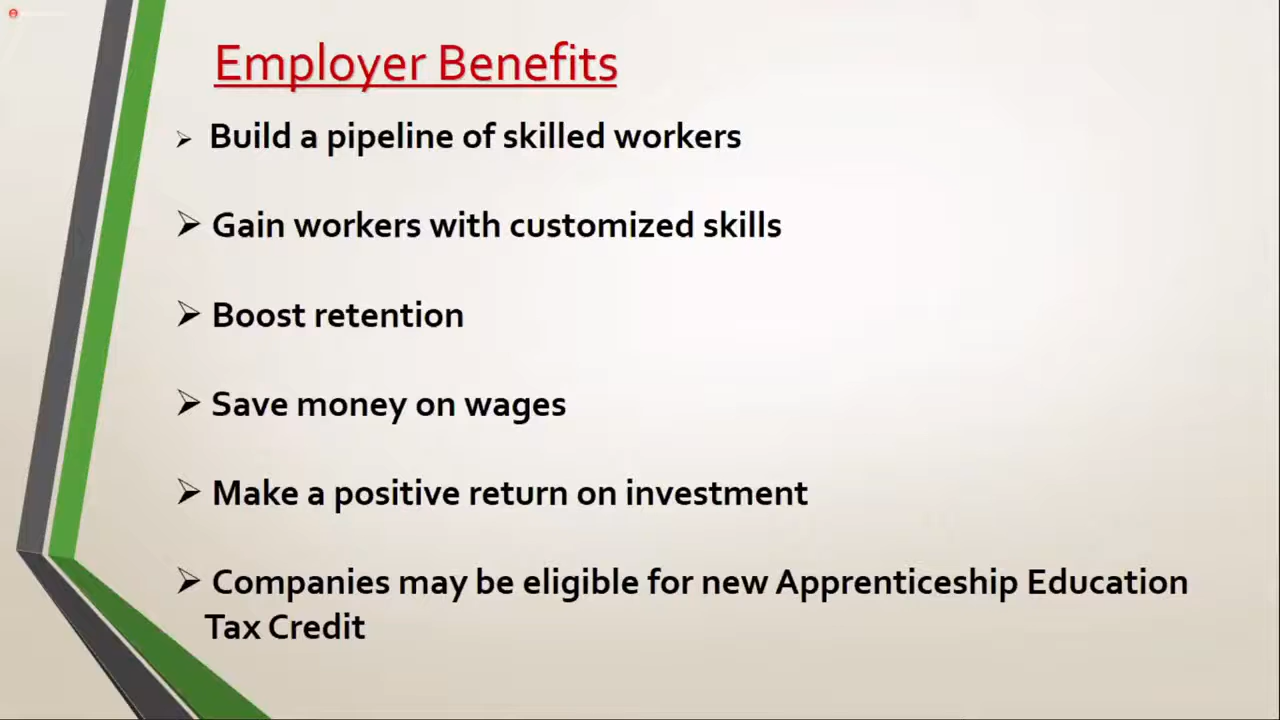 Employer Benefits
➢ Build a pipeline of skilled workers
➢ Gain workers with customized skills
➢ Boost retention
➢ Save money on wages
➢ Make a positive return on investment
➢ Companies may be eligible for new Apprenticeship Education
Tax Credit